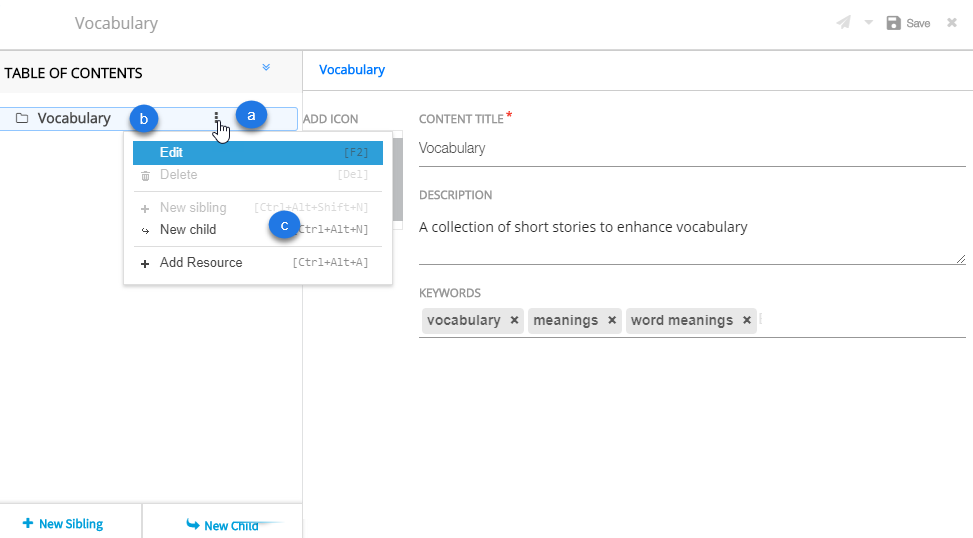 Vocabulary
Save
TABLE OF CONTENTS
Vocabulary
Vocabulary
b
a
ADD ICON
CONTENT TITLE*
Vocabulary
Edit [F2]
Delete [Del]
New sibling [Ctrl+Alt+Shift+N]
New child c Ctrl+Alt+N]
Add Resource [Ctrl+Alt+A]
DESCRIPTION
A collection of short stories to enhance vocabulary
KEYWORDS
vocabulary × meanings × word meanings ×
+ New Sibling
New Child